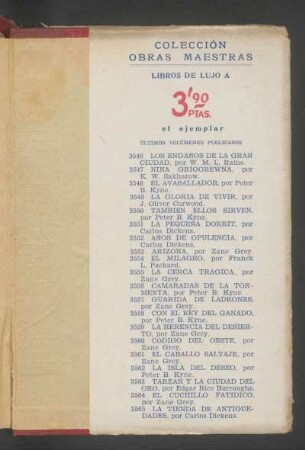 COLECCIÓN
OBRAS MAESTRAS
LIBROS DE LUJO A
3'90
PTAS.
el ejemplar
ÚLTIMOS VOLÚMENES PUBLICADOS
3546 LOS ENGAÑOS DE LA GRAN
CIUDAD, por W. M. L. Raine.
3547 NINA GRIGOREWNA, por
K. W. Sakharow.
3548 EL AVASALLADOR, por Peter
B. Kyne.
3549 LA GLORIA DE VIVIR, por
J. Oliver Curwood.
3550 TAMBIEN ELLOS SIRVEN,
por Peter B. Kyne.
3551 LA PEQUEÑA DORRIT, por
Carlos Dickens.
3552 AÑOS DE OPULENCIA, por
Carlos Dickens.
3553 ARIZONA, por Zane Grey.
3554 EL MILAGRO, por Franck
L. Packard.
3555 LA CERCA TRAGICA, por
Zane Grey.
3556 CAMARADAS DE LA TOR-
MENTA, por Peter B. Kyne.
3557 GUARIDA DE LADRONES,
por Zane Grey.
3558 CON EL REY DEL GANADO,
por Peter B. Kyne.
3559 LA HERENCIA DEL DESIER-
TO, por Zane Grey.
3560 CODIGO DEL OESTE, por
Zane Grey.
3561 EL CABALLO SALVAJE, por
Zane Grey.
3562 LA ISLA DEL DESEO, por
Peter B. Kyne.
3563 TARZAN Y LA CIUDAD DEL
ORO, por Edgar Rice Burroughs.
3564 EL CUCHILLO FATIDICO,
por Zane Grey.
3565 LA TIENDA DE ANTIGUE-
DADES, por Carlos Dickens.